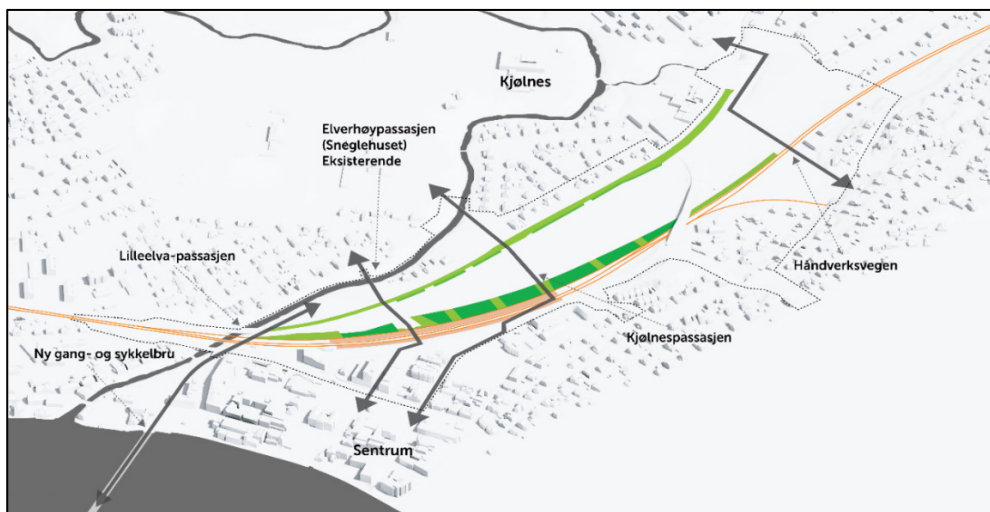 Kjølnes
Elverhøypassasjen
(Sneglehuset)
Eksisterende
Lilleelva-passasjen
Håndverksvegen
Kjølnespassasjen
Ny gang- og sykkelbru
Sentrum